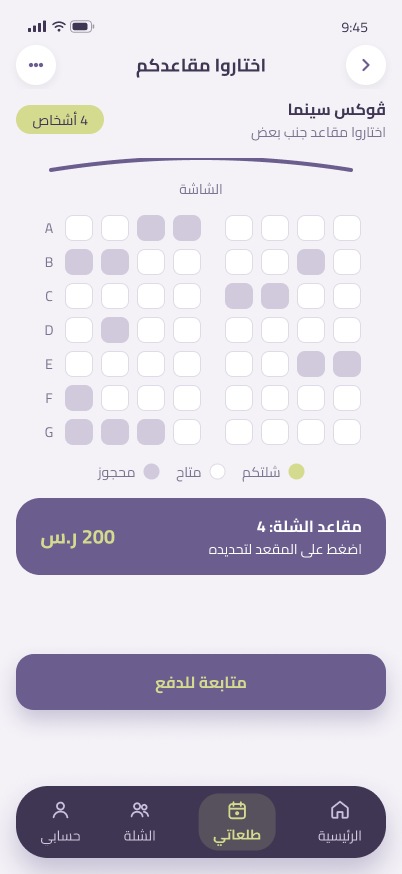 9:45
اختاروا مقاعدكم
ڤوكس سينما
اختاروا مقاعد جنب بعض
4 أشخاص
الشاشة
A
B
C
D
E
F
G
شلتكم
متاح
محجوز
مقاعد الشلة: 4
اضغط على المقعد لتحديده
200 ر.س
متابعة للدفع
الرئيسية
طلعاتي
الشلة
حسابي